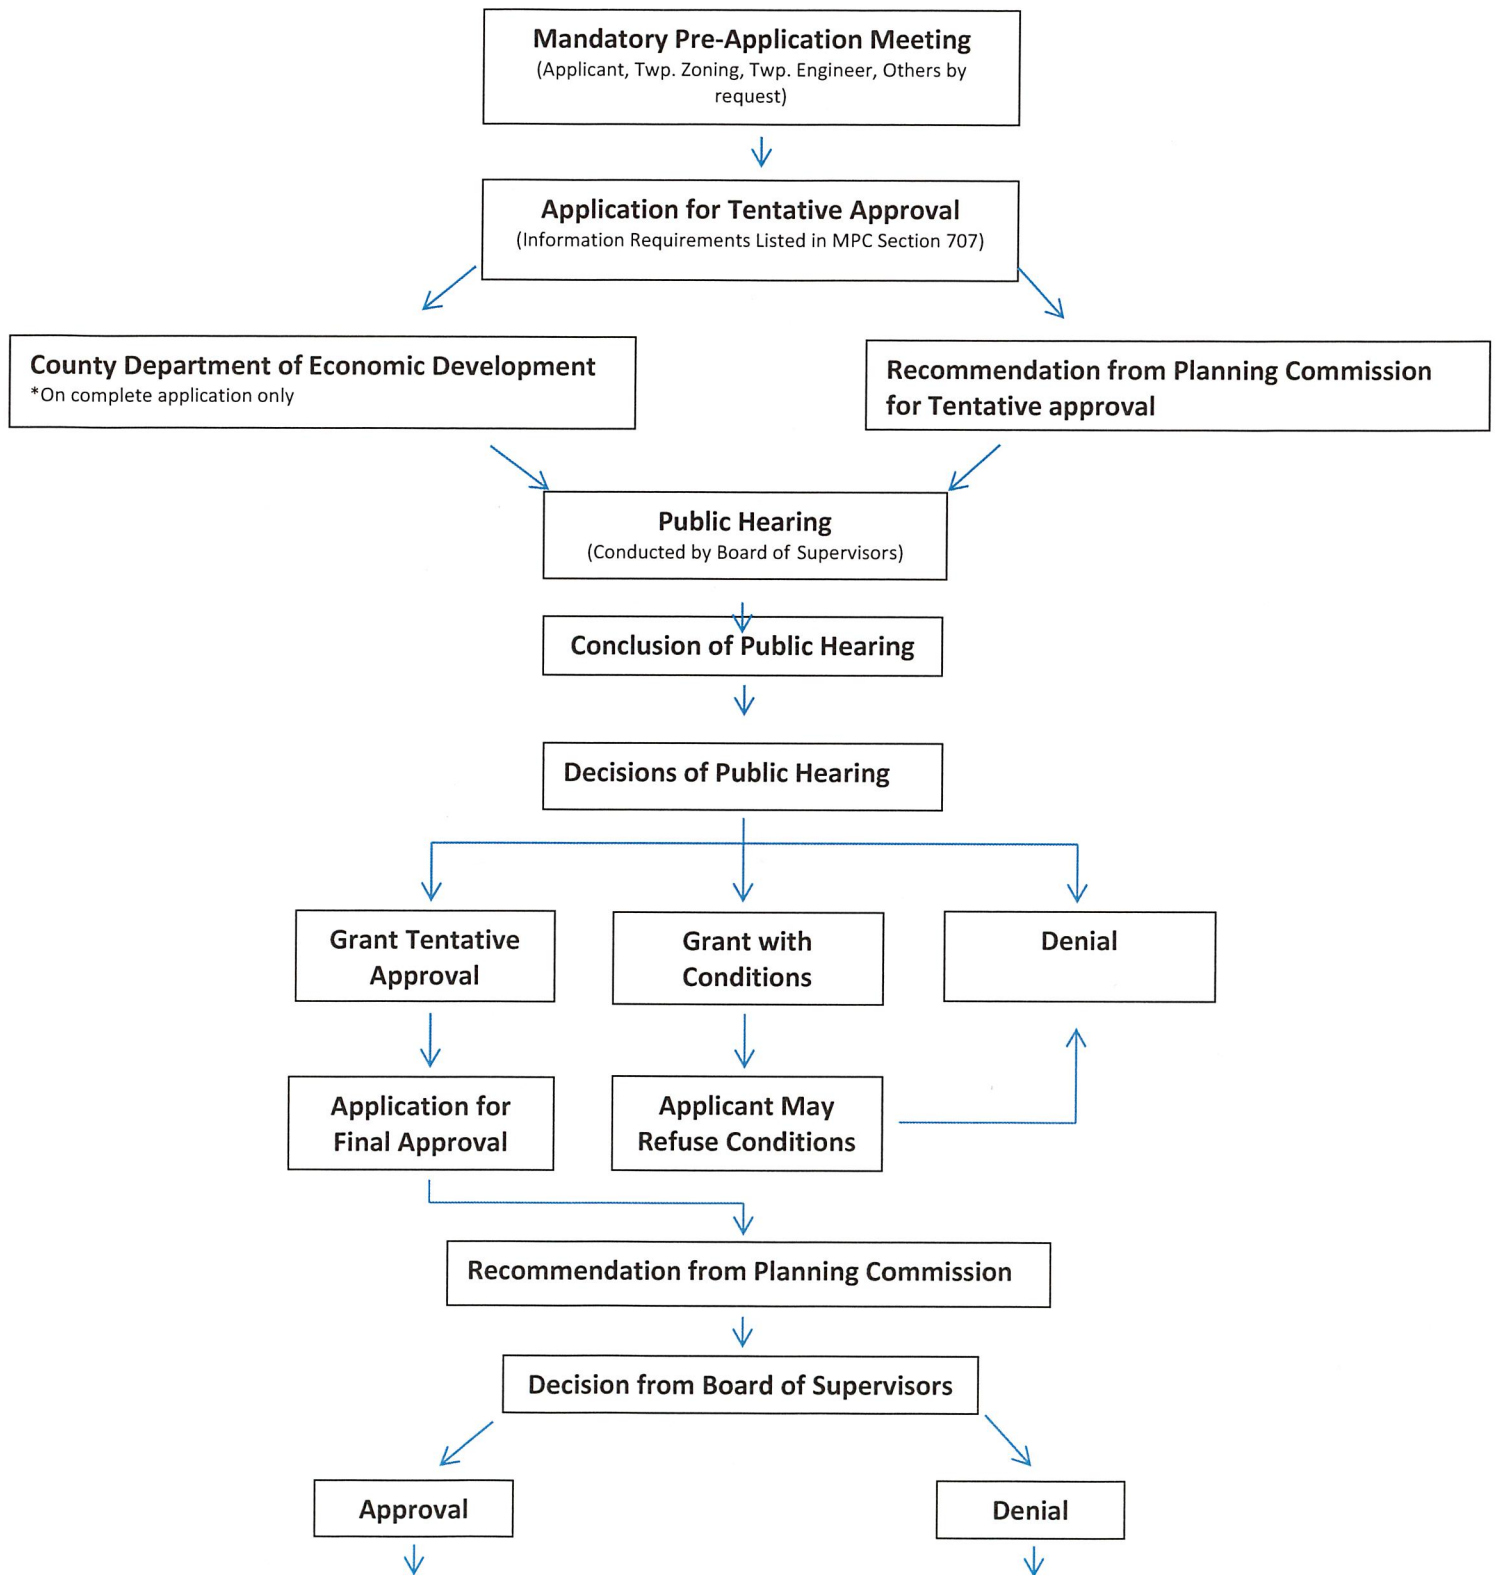 Mandatory Pre-Application Meeting
(Applicant, Twp. Zoning, Twp. Engineer, Others by
request)
Application for Tentative Approval
(Information Requirements Listed in MPC Section 707)
County Department of Economic Development
*On complete application only
Recommendation from Planning Commission
for Tentative approval
Public Hearing
(Conducted by Board of Supervisors)
Conclusion of Public Hearing
Decisions of Public Hearing
Grant Tentative
Approval
Grant with
Conditions
Denial
Application for
Final Approval
Applicant May
Refuse Conditions
Recommendation from Planning Commission
Decision from Board of Supervisors
Approval
Denial